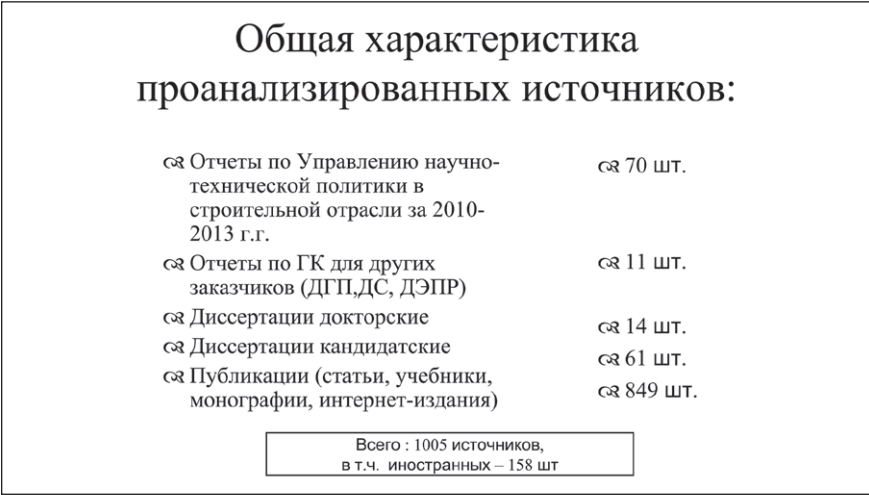 Общая характеристика
проанализированных источников:
Отчеты по Управлению научно-
технической политики в
строительной отрасли за 2010-
2013 г.г.
70 шт.
Отчеты по ГК для других
заказчиков (ДГП,ДС, ДЭПР)
11 шт.
Диссертации докторские
14 шт.
Диссертации кандидатские
61 шт.
Публикации (статьи, учебники,
монографии, интернет-издания)
849 шт.
Всего : 1005 источников,
в т.ч. иностранных – 158 шт